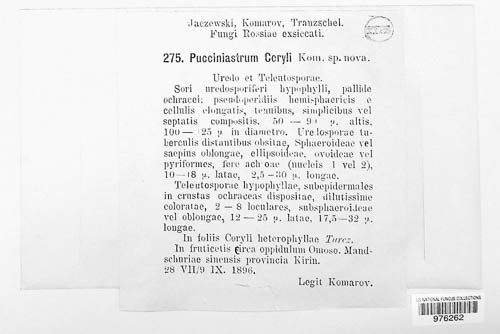 Jaczewski, Komarov, Tranzschel.
Fungi Rossiae exsiccati.
275. Pucciniastrum Coryli Kom. sp. nova.
Uredo et Teleutosporae.
Sori uredosporiferi hypophylli, pallide
ochracei; pseudoperidiis hemisphaericis e
cellulis elongatis, tenuibus, simplicibus vel
septatis compositis. 50 — 90 µ. altis,
100 — 125 µ in diametro. Uredosporae tu-
berculis distantibus obsitae, Sphaeroideae vel
saepius oblongae, ellipsoideae. ovoideae vel
pyriformes, fere achroae (nucleis 1 vel 2),
10—18 µ. latae, 2,5—30 µ. longae.
Teleutosporae hypophyllae, subepidermales
in crustas ochraceas dispositae, dilutissime
coloratae, 2 — 8 loculares, subsphaeroideae
vel oblongae, 12 — 25 µ. latae, 17,5—32 µ.
longae.
In foliis Coryli heterophyllae Turcz.
In fruticetis circa oppidulum Omoso. Mand-
schuriae sinensis provincia Kirin.
28 VII/9 IX. 1896.
Legit Komarov.
US NATIONAL FUNGUS COLLECTIONS
976262